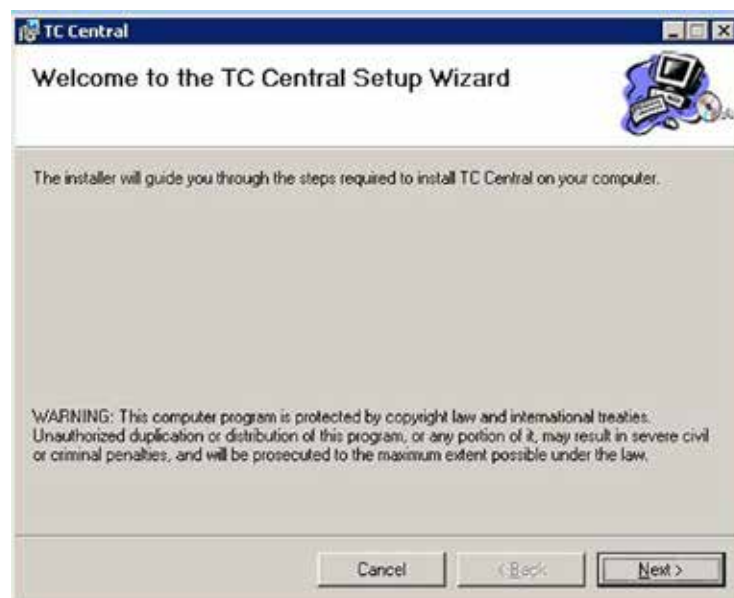 TC Central
Welcome to the TC Central Setup Wizard
The installer will guide you through the steps required to install TC Central on your computer.
WARNING: This computer program is protected by copyright law and international treaties.
Unauthorized duplication or distribution of this program, or any portion of it, may result in severe civil
or criminal penalties, and will be prosecuted to the maximum extent possible under the law.
Cancel
< Back
Next >